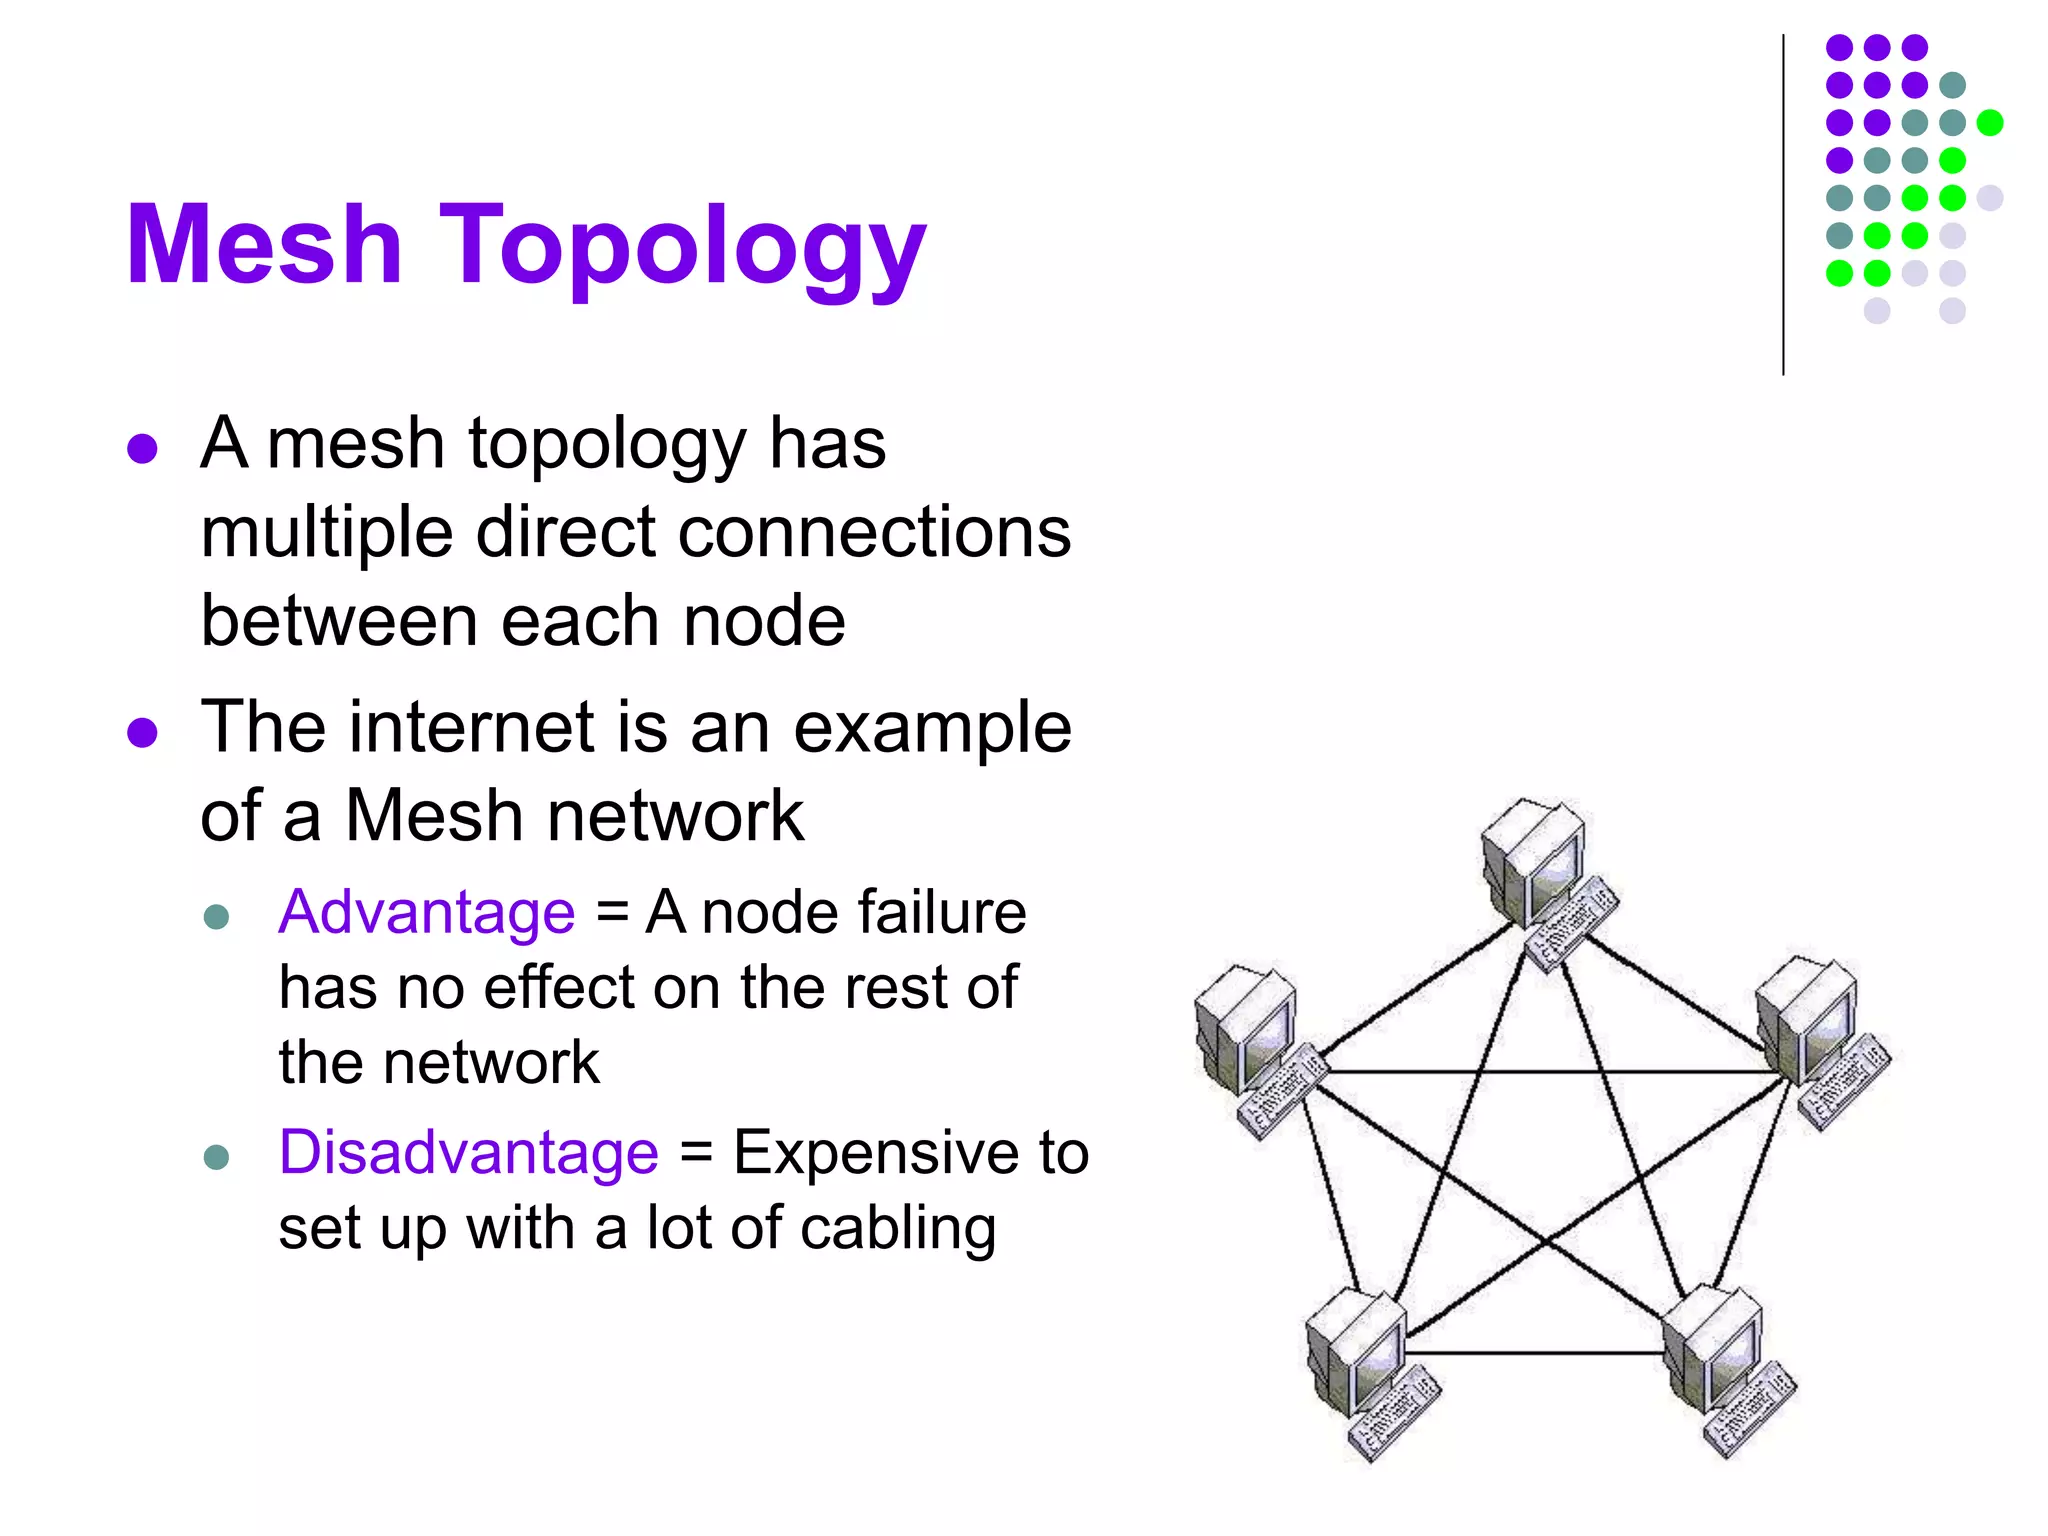 Mesh Topology
A mesh topology has
multiple direct connections
between each node
The internet is an example
of a Mesh network
Advantage = A node failure
has no effect on the rest of
the network
Disadvantage = Expensive to
set up with a lot of cabling